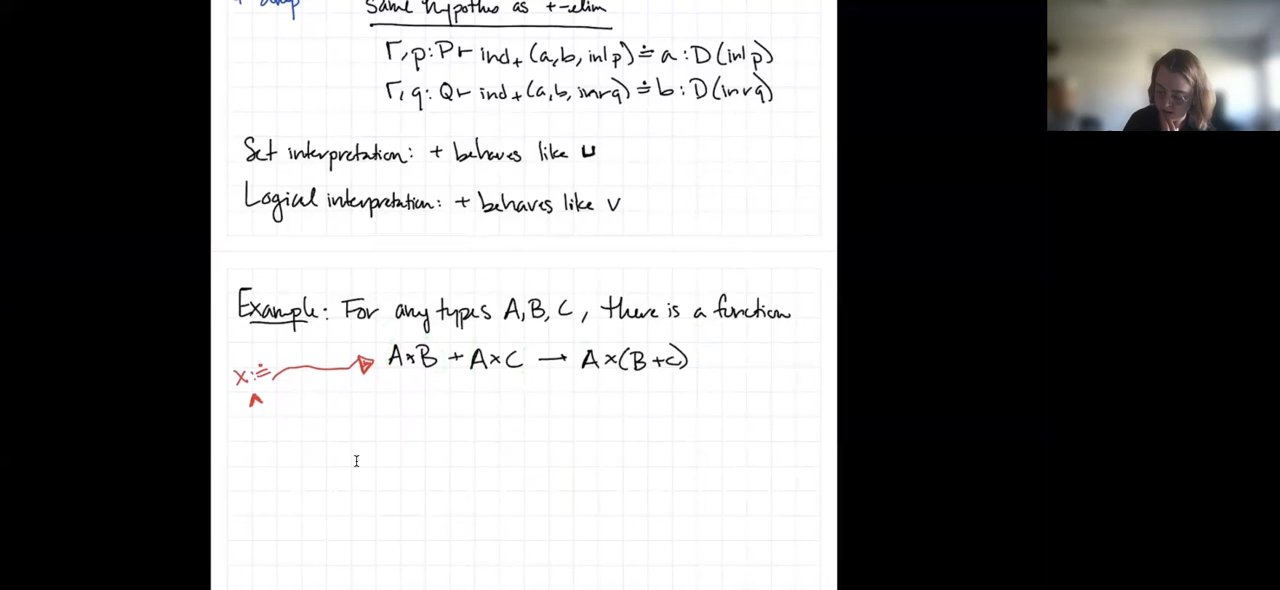 Same hypoths as +-elim
Γ, p:P ⊢ ind₊(a,b, inl p) ≐ a : D(inl p)
Γ, q: Q ⊢ ind₊(a,b, inr q) ≐ b : D(inr q)
Set interpretation: + behaves like ⊔
Logical interpretation: + behaves like ∨
Example: For any types A, B, C, there is a function
A×B + A×C → A×(B+C)
x:≐
^